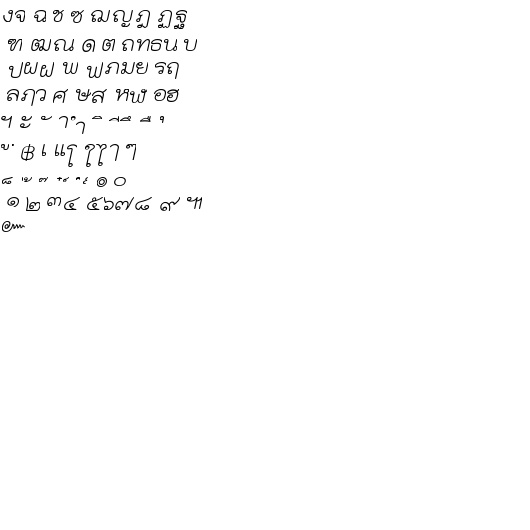 งจ ฉ ช ซ ฌญฎ ฏฐ
ฑ ฒณ ด ต ถทธน บ
ปผฝ พ ฟภมย รฤ
ลฦว ศ ษส หฬ อฮ
ฯ ะ ั าำ ิ ีึ ื ุ
ู ฺ ฿ เ แโ ใไๅ ๆ
็ ่้ ๊ ๋์ ํ๎ ๏ ๐
๑ ๒ ๓๔ ๕๖๗๘ ๙ ๚
๛